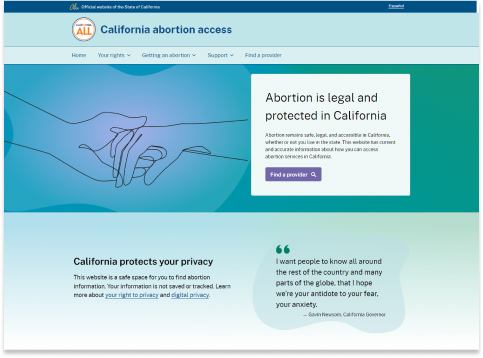 Official website of the State of California
Español
CALIFORNIA
ALL
California abortion access
Home Your rights Getting an abortion Support Find a provider
Abortion is legal and
protected in California
Abortion remains safe, legal, and accessible in California,
whether or not you live in the state. This website has current
and accurate information about how you can access
abortion services in California.
Find a provider
California protects your privacy
This website is a safe space for you to find abortion
information. Your information is not saved or tracked. Learn
more about your right to privacy and digital privacy.
“
I want people to know all around
the rest of the country and many
parts of the globe, that I hope
we're your antidote to your fear,
your anxiety.
— Gavin Newsom, California Governor